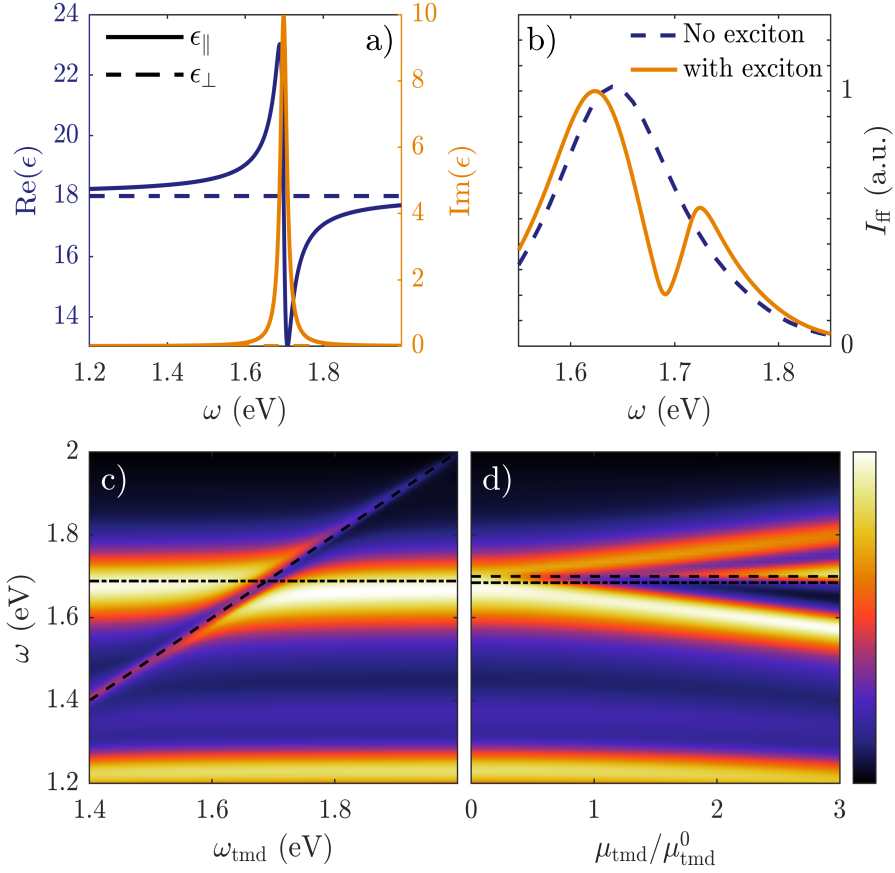 24
22
20
18
16
14
Re(ϵ)
ϵ∥
ϵ⊥
a)
10
8
6
4
2
0
Im(ϵ)
1.2 1.4 1.6 1.8
ω (eV)
b)
No exciton
with exciton
1
0
I_ff (a.u.)
1.6 1.7 1.8
ω (eV)
c)
2
1.8
1.6
1.4
1.2
ω (eV)
1.4 1.6 1.8
ω_tmd (eV)
d)
0 1 2 3
μ_tmd/μ^0_tmd